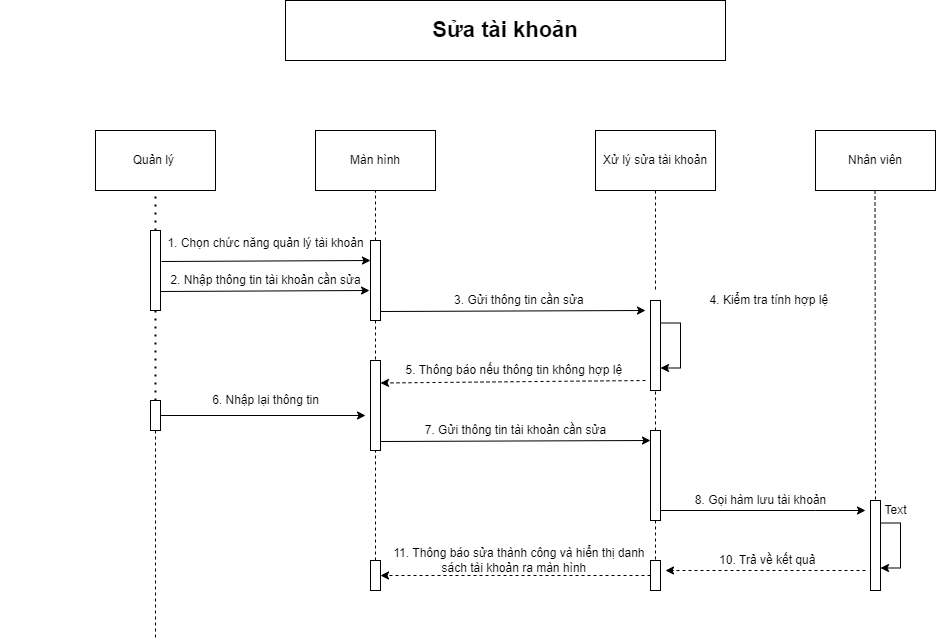 Sửa tài khoản
Quản lý
Màn hình
Xử lý sửa tài khoản
Nhân viên
1. Chọn chức năng quản lý tài khoản
2. Nhập thông tin tài khoản cần sửa
3. Gửi thông tin cần sửa
4. Kiểm tra tính hợp lệ
5. Thông báo nếu thông tin không hợp lệ
6. Nhập lại thông tin
7. Gửi thông tin tài khoản cần sửa
8. Gọi hàm lưu tài khoản
Text
10. Trả về kết quả
11. Thông báo sửa thành công và hiển thị danh
sách tài khoản ra màn hình